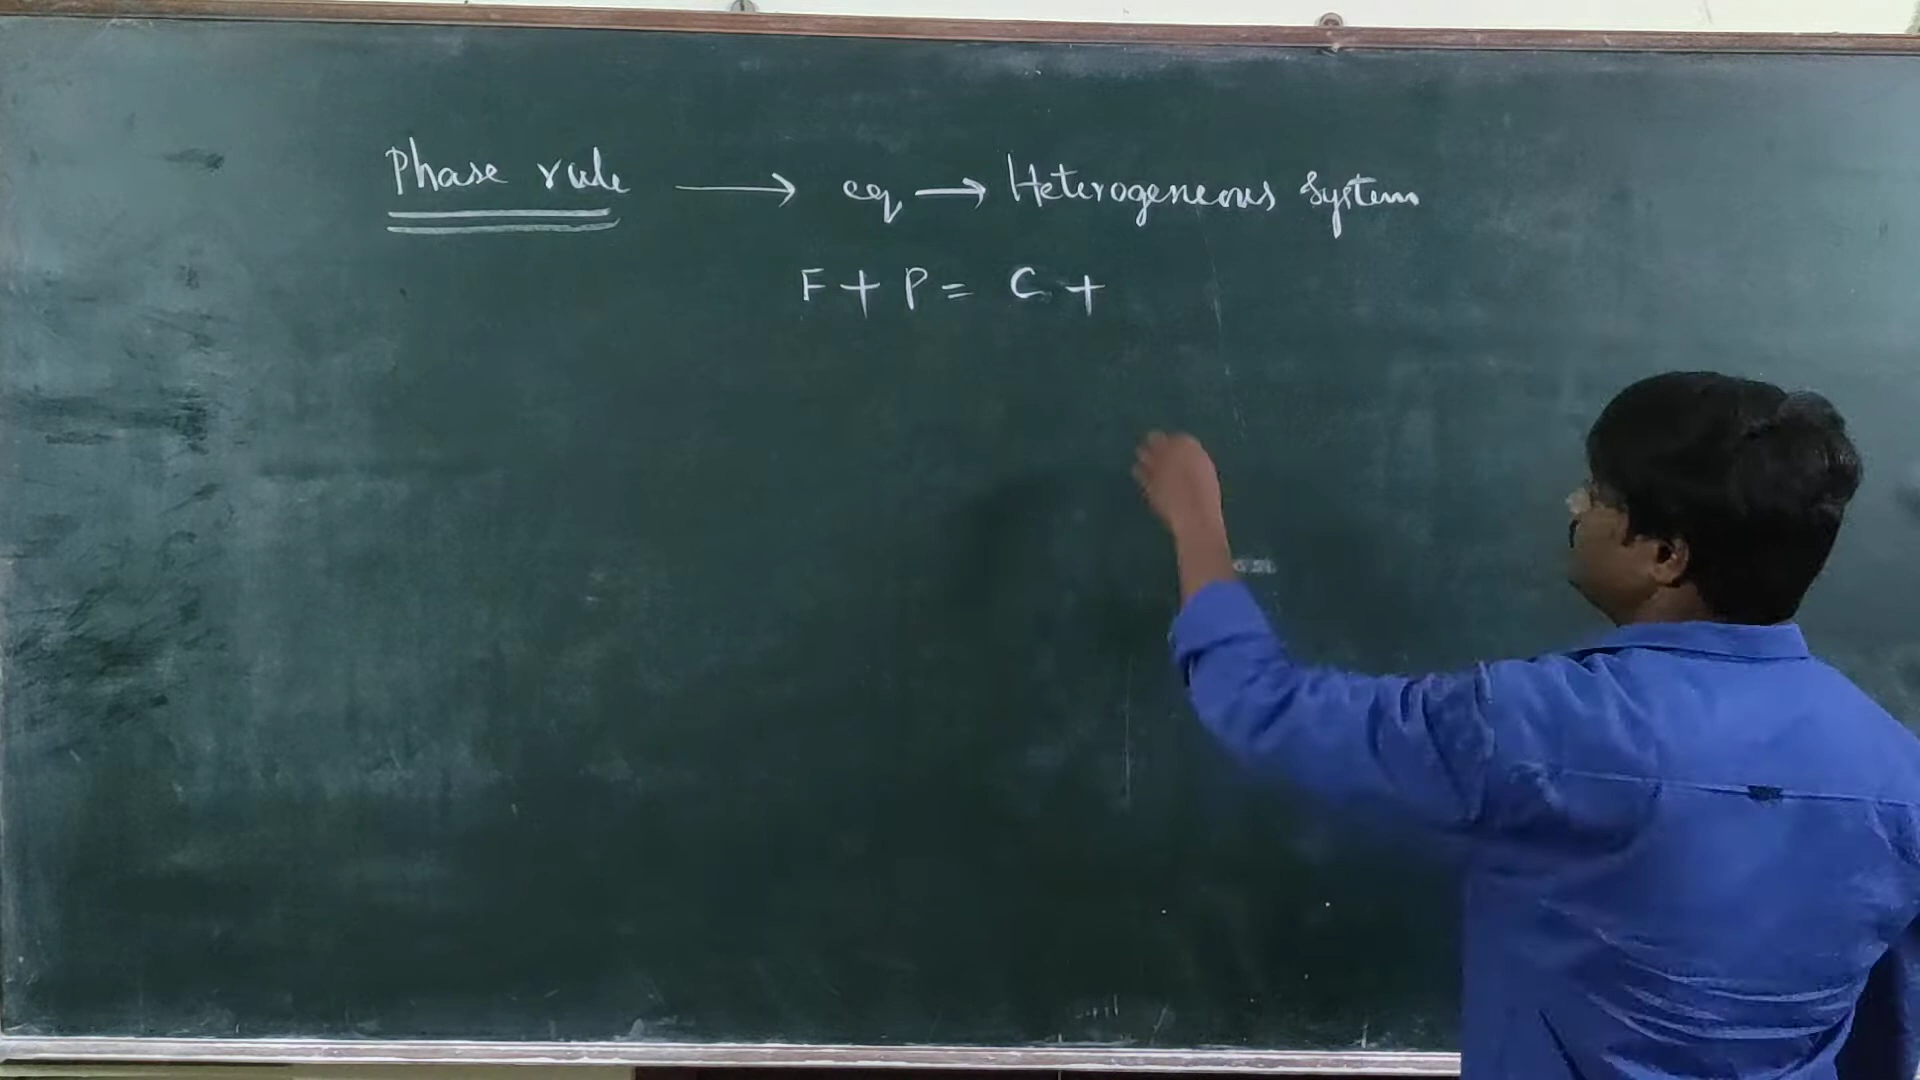 Phase rule ⟶ eq ⟶ Heterogeneous System
F + P = C +